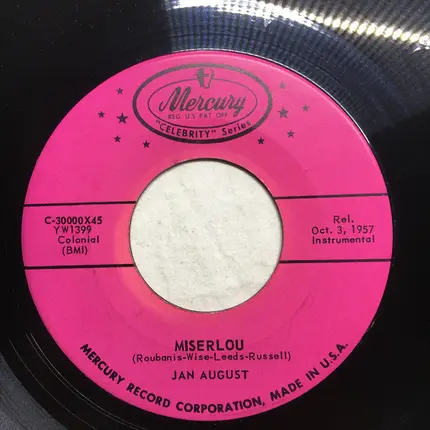 Mercury
REG. U.S. PAT. OFF.
"CELEBRITY" Series
C-30000X45
YW1399
Colonial
(BMI)
Rel.
Oct. 3, 1957
Instrumental
MISERLOU
(Roubanis-Wise-Leeds-Russell)
JAN AUGUST
MERCURY RECORD CORPORATION, MADE IN U.S.A.